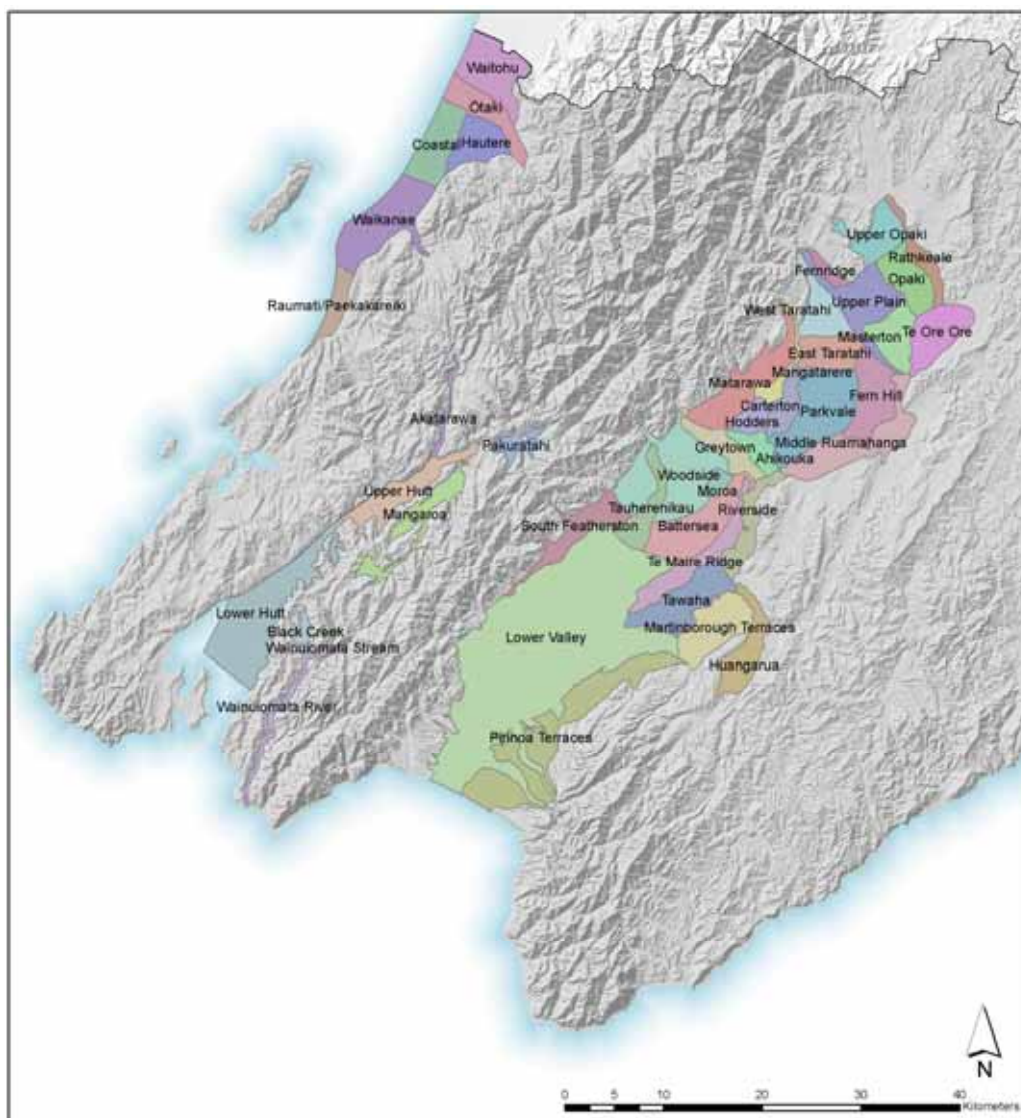 Waitohu
Otaki
Coastal
Hautere
Waikanae
Upper Opaki
Rathkeale
Fernridge
Opaki
Raumati/Paekakareiki
Upper Plain
West Taratahi
Masterton
Te Ore Ore
East Taratahi
Mangatarere
Matarawa
Fern Hill
Carterton
Parkvale
Akatarawa
Hodders
Pakuratahi
Greytown
Middle Ruamahanga
Ahikouka
Woodside
Upper Hutt
Moroa
Mangaroa
Tauherenikau
Riverside
South Featherston
Battersea
Te Maire Ridge
Tawaha
Lower Hutt
Martinborough Terraces
Black Creek
Lower Valley
Wainuiomata Stream
Huangarua
Wainuiomata River
Pirinoa Terraces
N
0 5 10 20 30 40
Kilometers